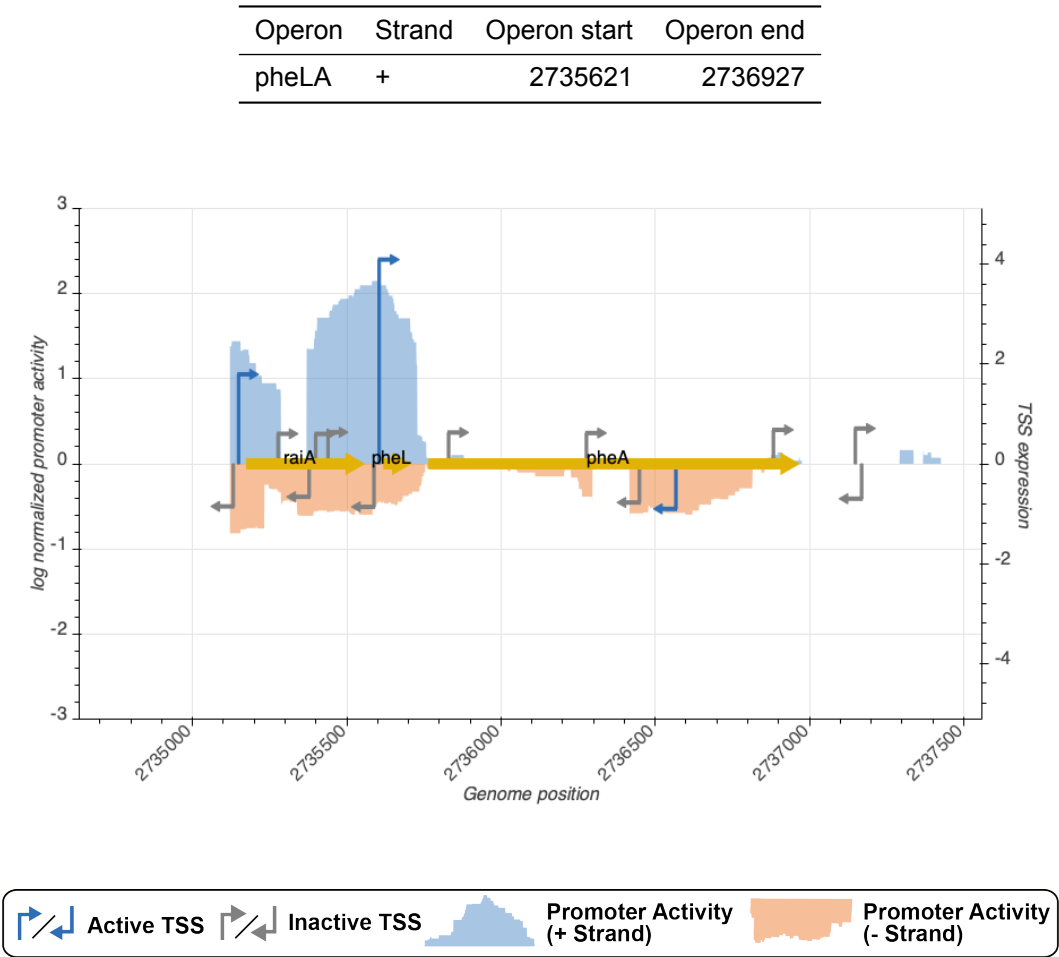 Operon Strand Operon start Operon end
pheLA + 2735621 2736927
3
2
1
0
-1
-2
-3
log normalized promoter activity
4
2
0
-2
-4
TSS expression
raiA pheL pheA
2735000 2735500 2736000 2736500 2737000 2737500
Genome position
Active TSS Inactive TSS Promoter Activity (+ Strand) Promoter Activity (- Strand)